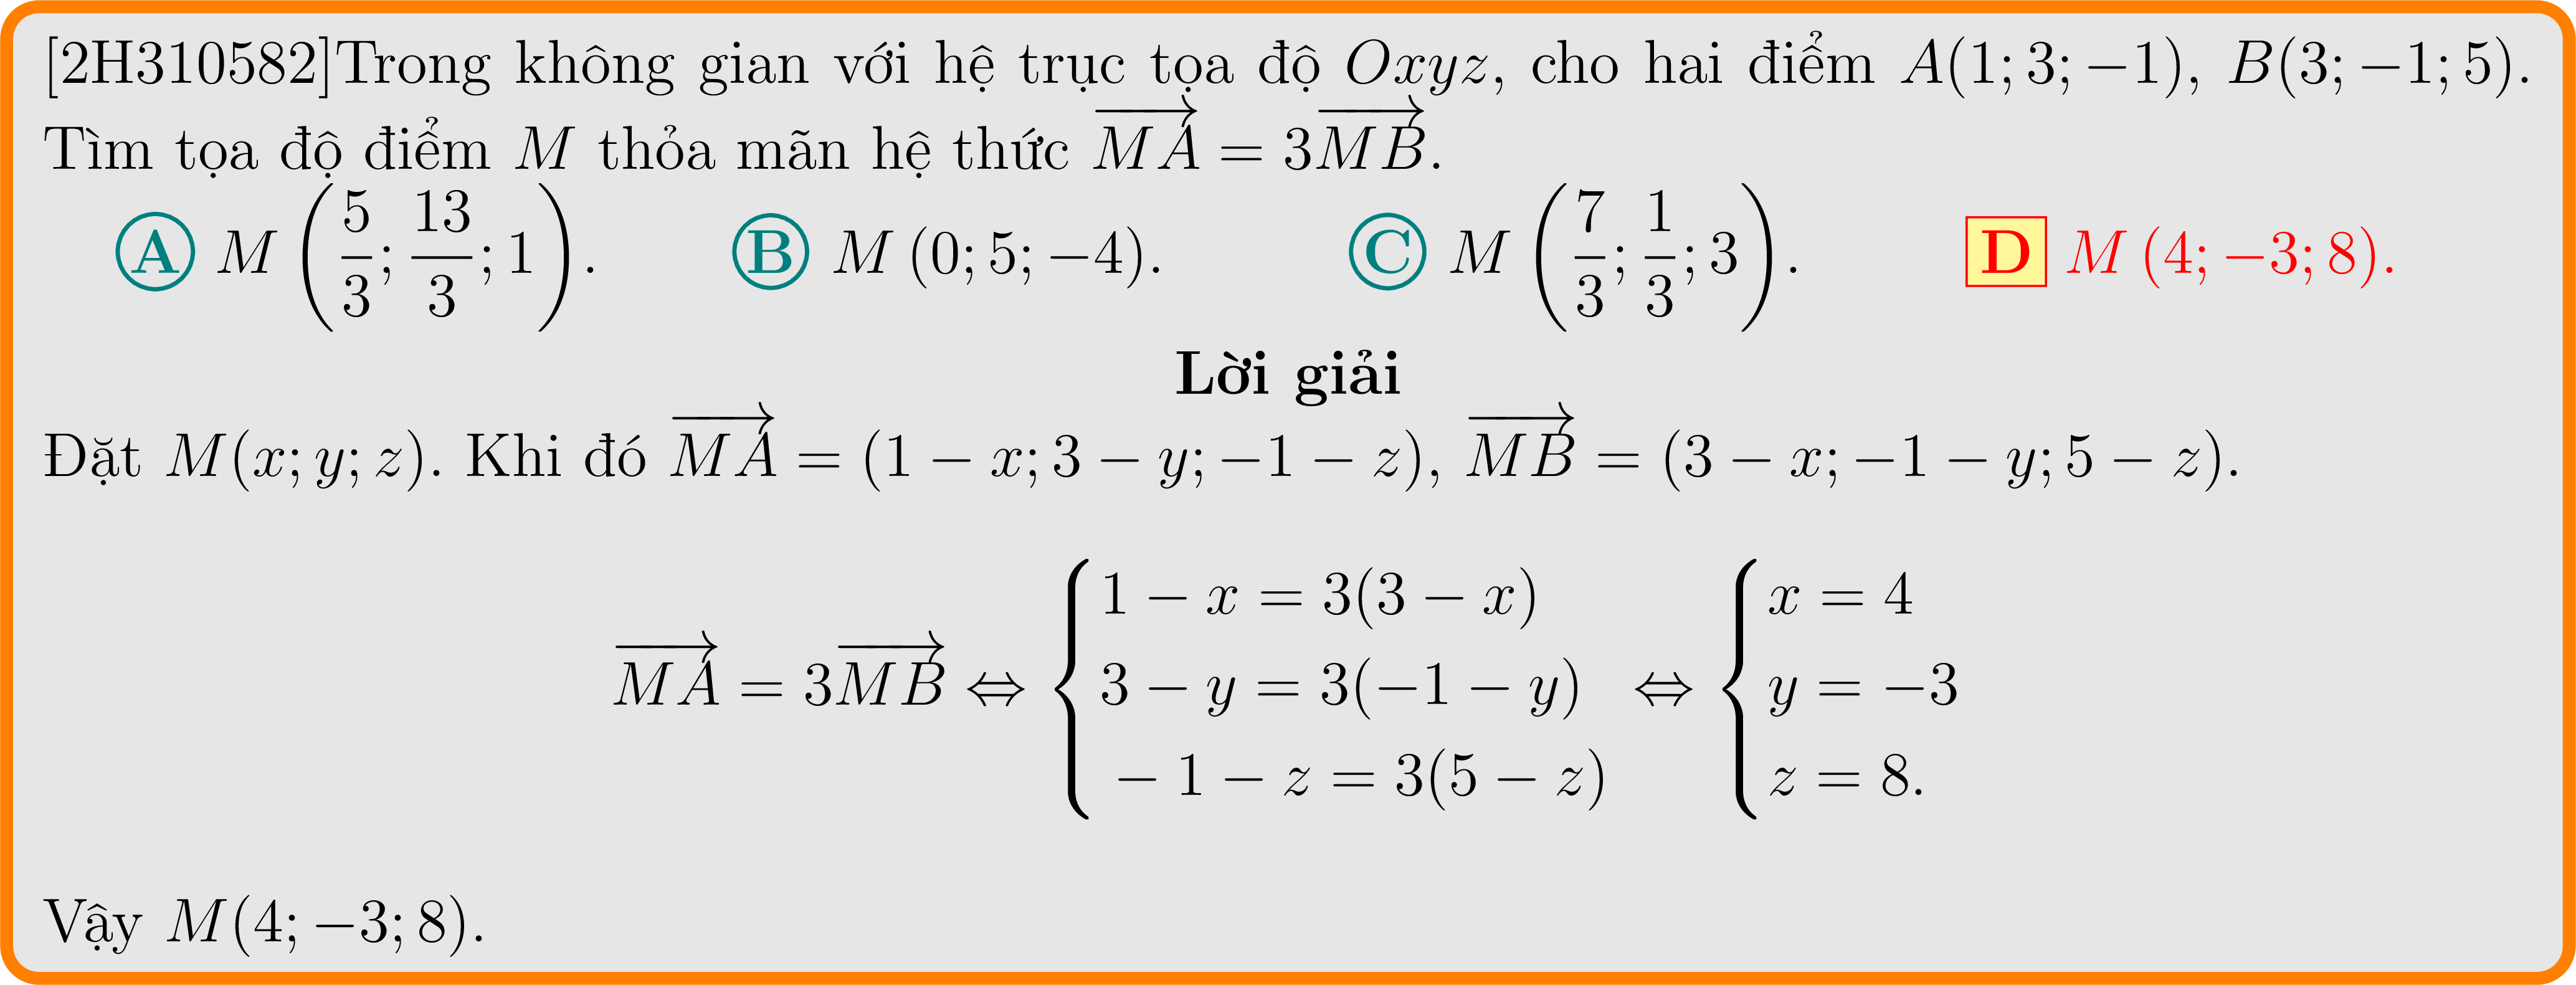 [2H310582]Trong không gian với hệ trục tọa độ $Oxyz$, cho hai điểm $A(1; 3; -1)$, $B(3; -1; 5)$.
Tìm tọa độ điểm $M$ thỏa mãn hệ thức $\overrightarrow{MA} = 3\overrightarrow{MB}$.
Ⓐ $M\left(\dfrac{5}{3}; \dfrac{13}{3}; 1\right)$. Ⓑ $M(0; 5; -4)$. Ⓒ $M\left(\dfrac{7}{3}; \dfrac{1}{3}; 3\right)$. D $M(4; -3; 8)$.
Lời giải
Đặt $M(x; y; z)$. Khi đó $\overrightarrow{MA} = (1 - x; 3 - y; -1 - z)$, $\overrightarrow{MB} = (3 - x; -1 - y; 5 - z)$.
$\overrightarrow{MA} = 3\overrightarrow{MB} \Leftrightarrow \begin{cases} 1 - x = 3(3 - x) \\ 3 - y = 3(-1 - y) \\ -1 - z = 3(5 - z) \end{cases} \Leftrightarrow \begin{cases} x = 4 \\ y = -3 \\ z = 8. \end{cases}$
Vậy $M(4; -3; 8)$.